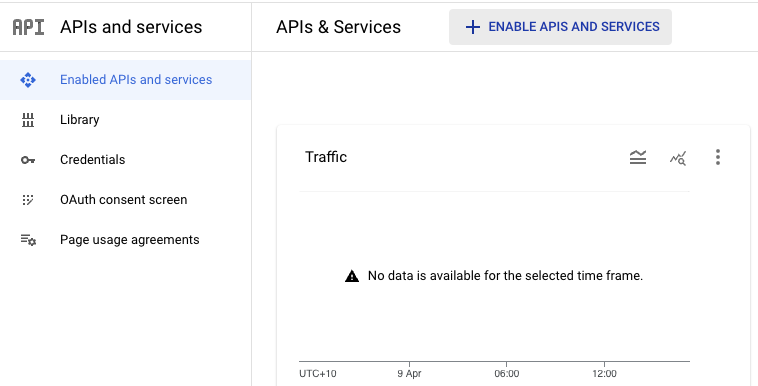 API APIs and services
APIs & Services
ENABLE APIS AND SERVICES
Enabled APIs and services
Library
Credentials
OAuth consent screen
Page usage agreements
Traffic
No data is available for the selected time frame.
UTC+10 9 Apr 06:00 12:00